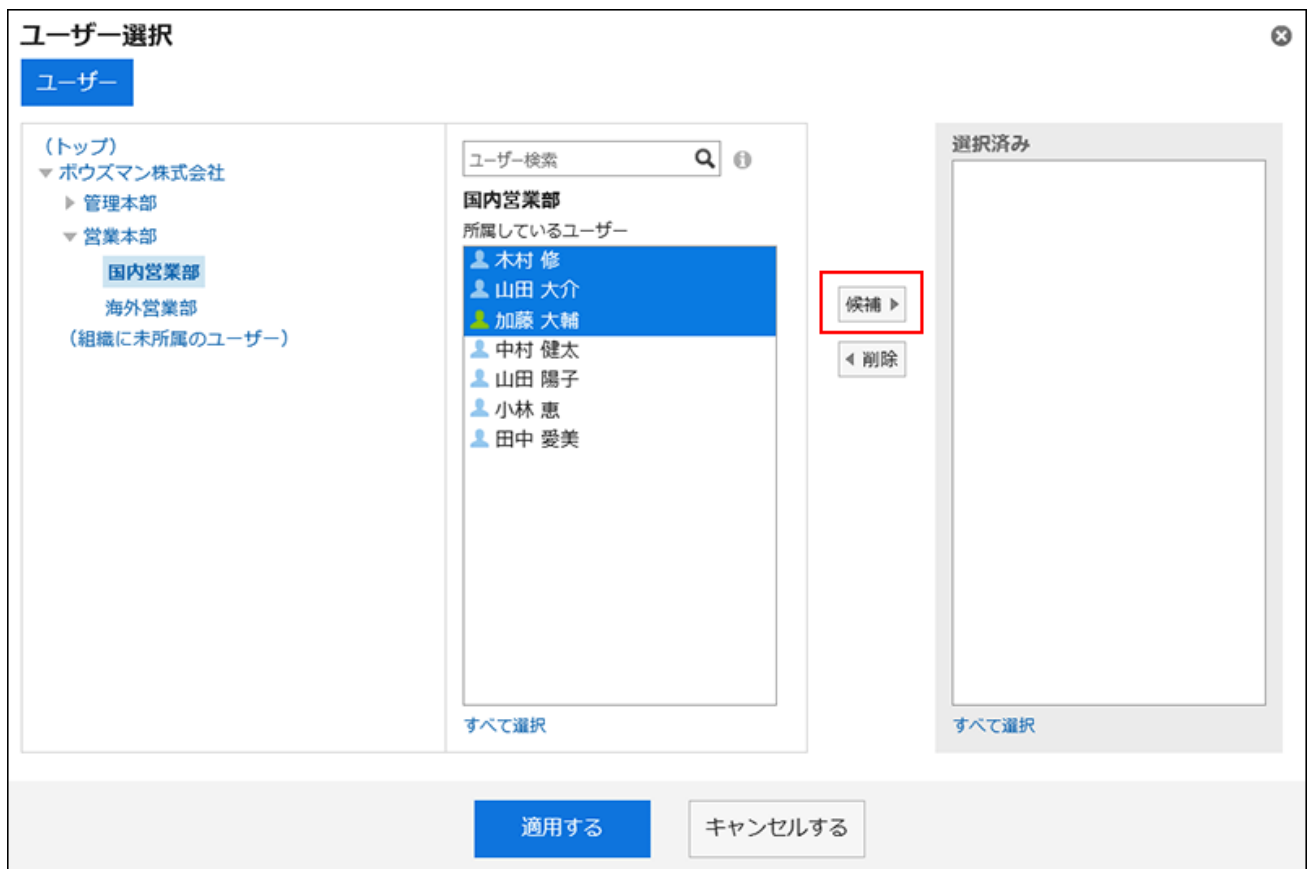 ユーザー選択
ユーザー
(トップ)
ボウズマン株式会社
管理本部
営業本部
国内営業部
海外営業部
(組織に未所属のユーザー)
ユーザー検索
国内営業部
所属しているユーザー
木村 修
山田 大介
加藤 大輔
中村 健太
山田 陽子
小林 恵
田中 愛美
すべて選択
候補
削除
選択済み
すべて選択
適用する
キャンセルする